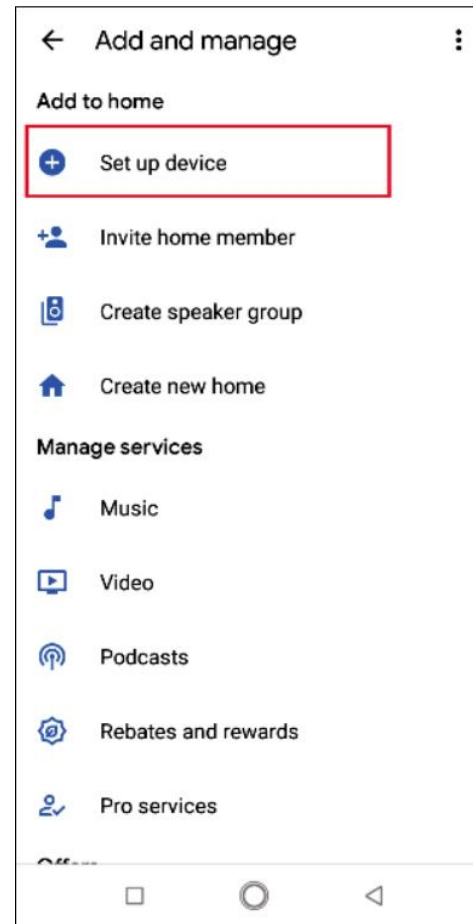 Add and manage
Add to home
Set up device
Invite home member
Create speaker group
Create new home
Manage services
Music
Video
Podcasts
Rebates and rewards
Pro services